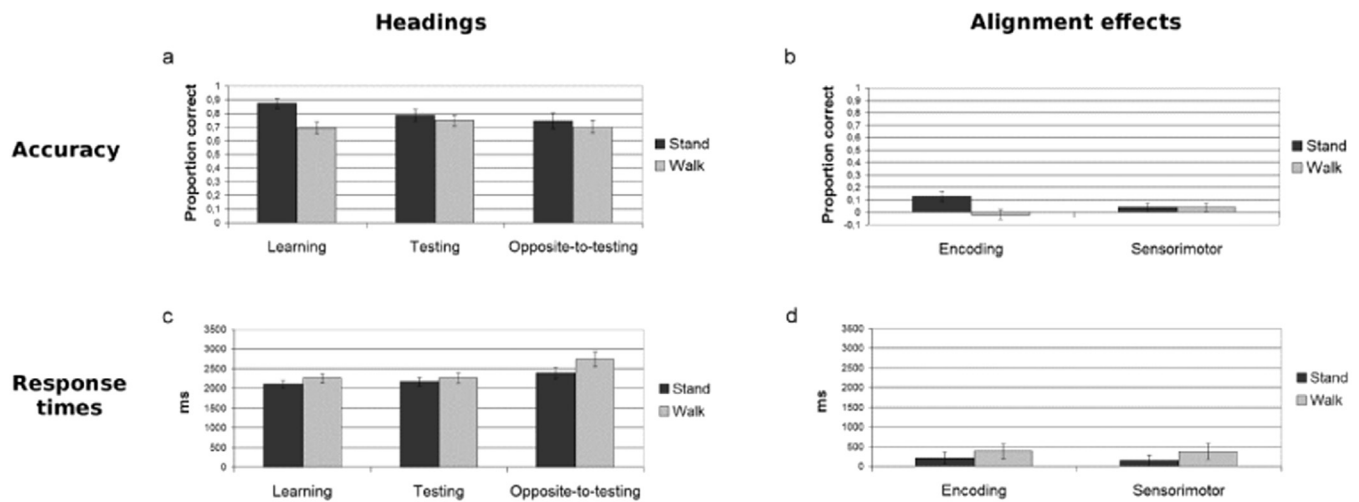 Headings
Alignment effects
Accuracy
a
Proportion correct
1
0,9
0,8
0,7
0,6
0,5
0,4
0,3
0,2
0,1
0
Learning
Testing
Opposite-to-testing
Stand
Walk
b
Proportion correct
1
0,9
0,8
0,7
0,6
0,5
0,4
0,3
0,2
0,1
0
-0,1
Encoding
Sensorimotor
Stand
Walk
Response
times
c
ms
3500
3000
2500
2000
1500
1000
500
0
Learning
Testing
Opposite-to-testing
Stand
Walk
d
ms
3500
3000
2500
2000
1500
1000
500
0
Encoding
Sensorimotor
Stand
Walk